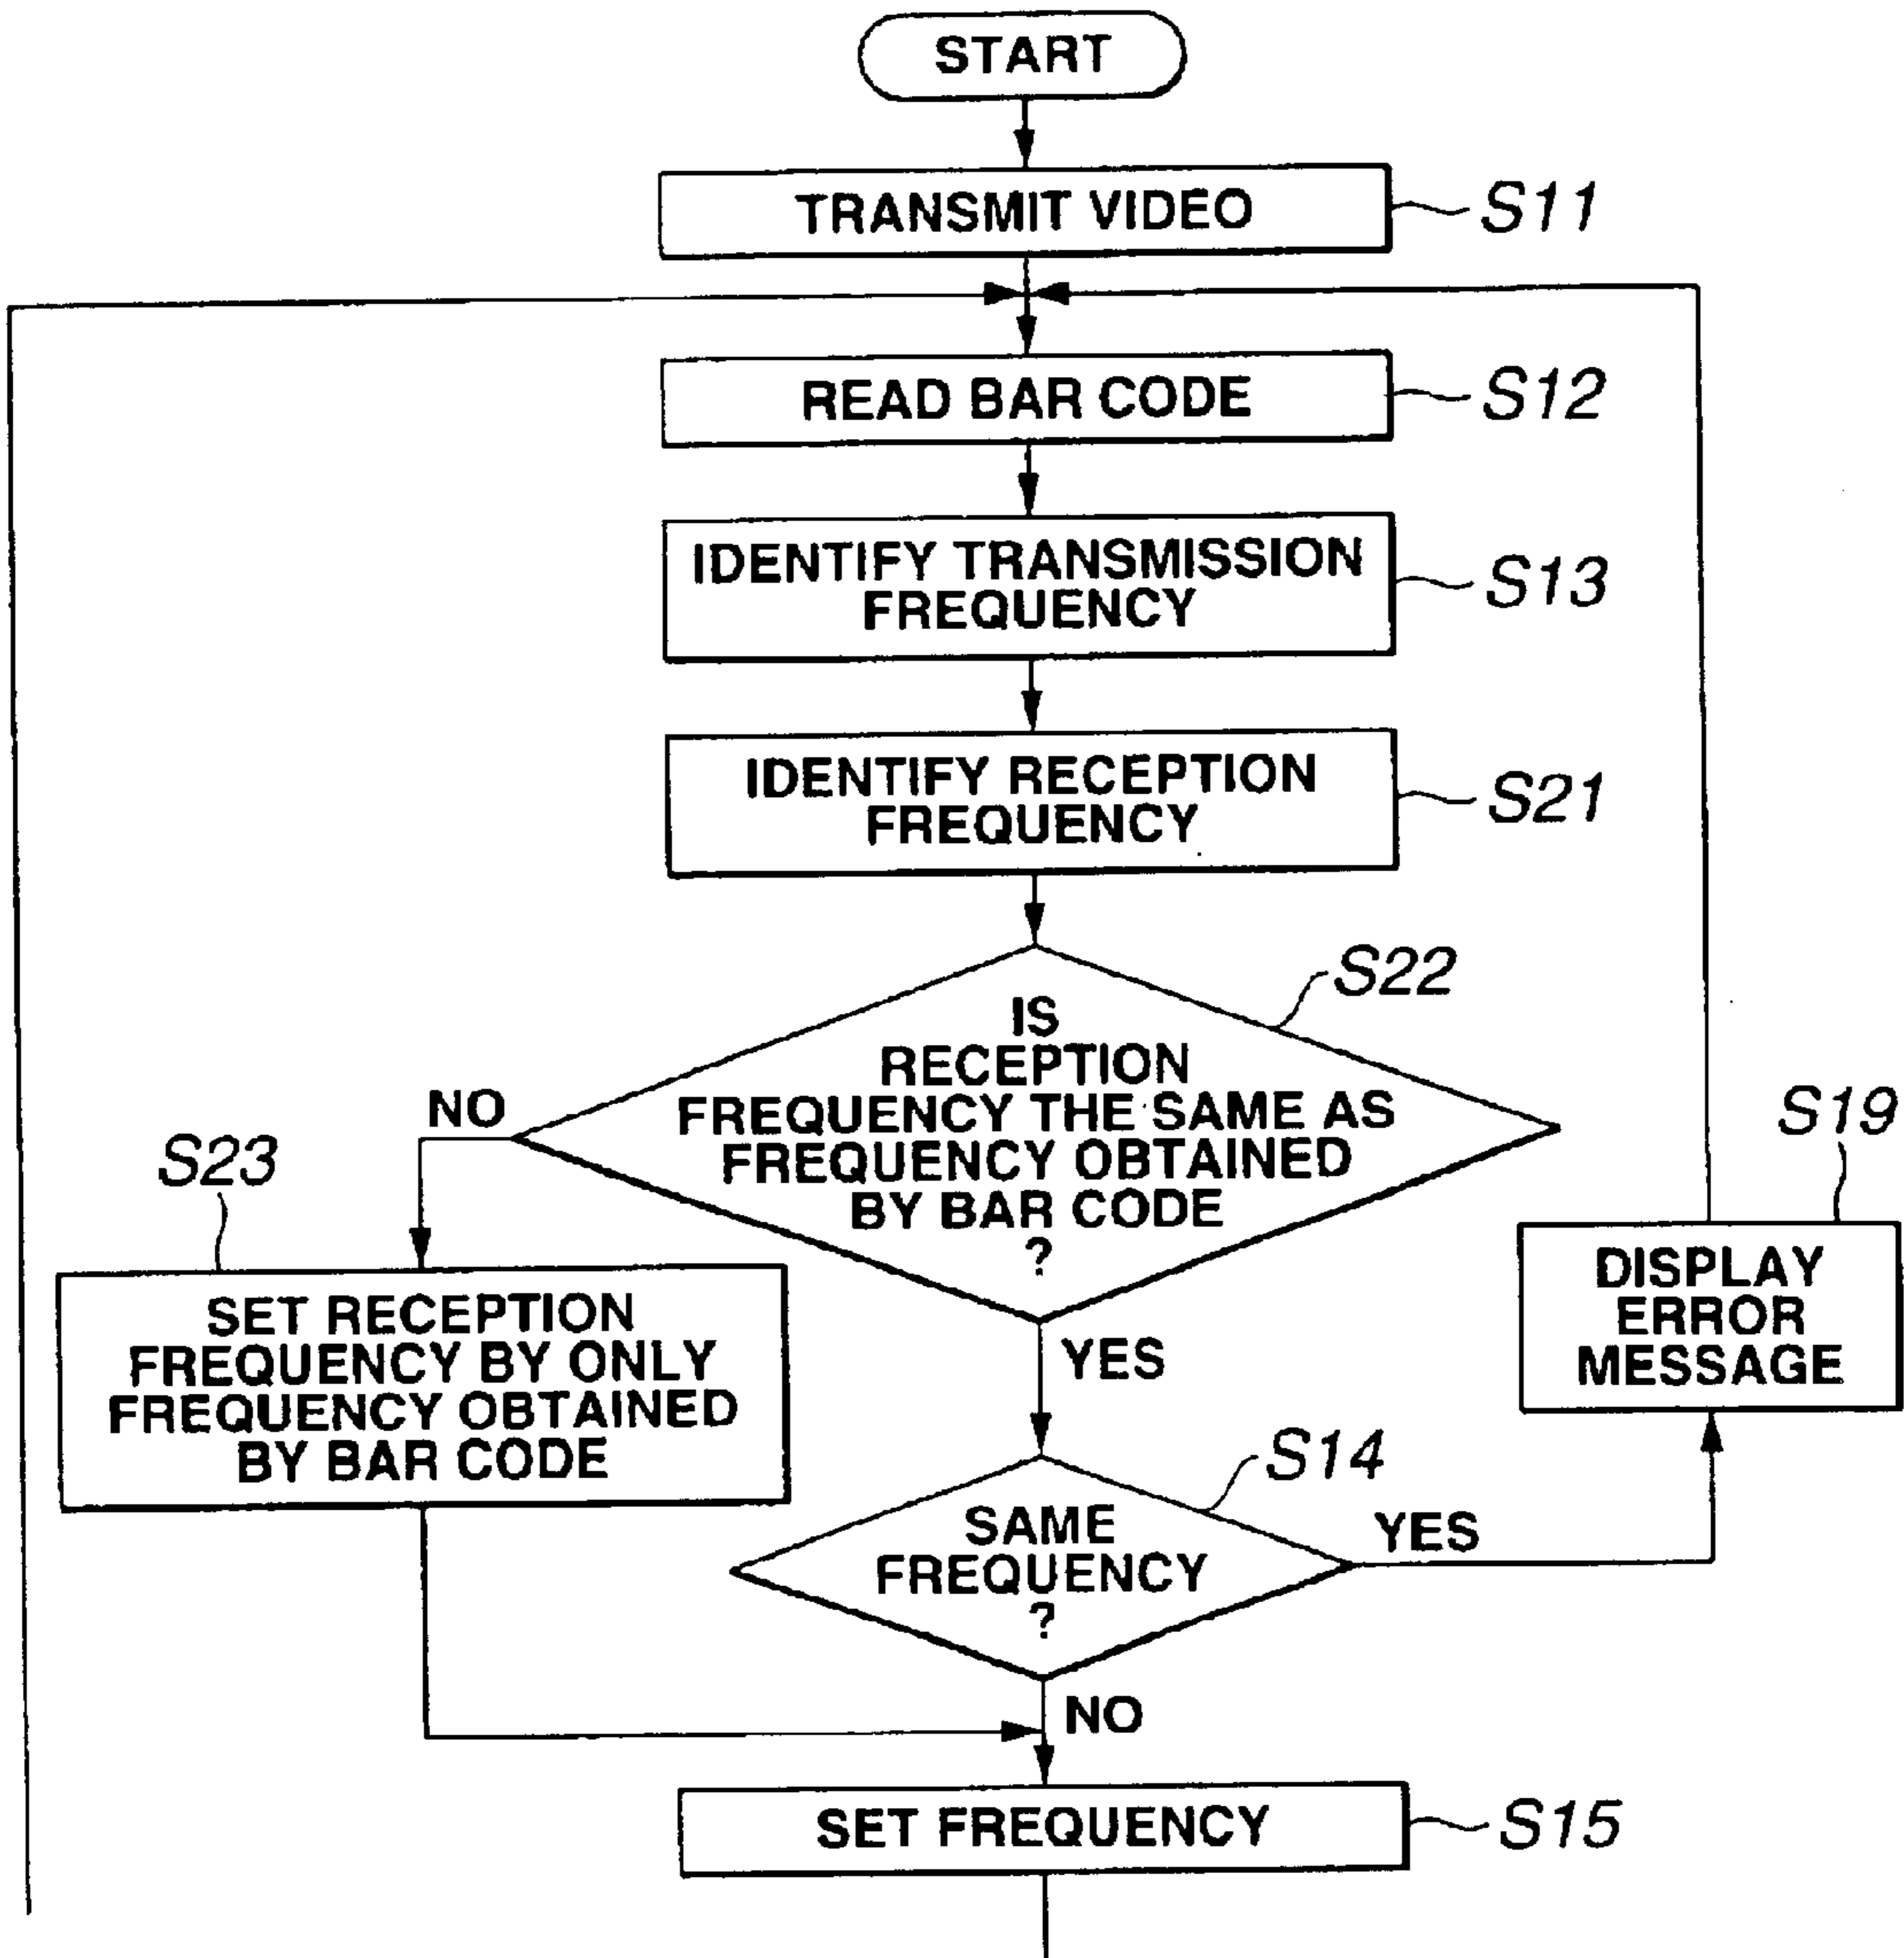 START
TRANSMIT VIDEO
S11
READ BAR CODE
S12
IDENTIFY TRANSMISSION
FREQUENCY
S13
IDENTIFY RECEPTION
FREQUENCY
S21
S22
IS
RECEPTION
FREQUENCY THE SAME AS
FREQUENCY OBTAINED
BY BAR CODE
?
NO
YES
S23
SET RECEPTION
FREQUENCY BY ONLY
FREQUENCY OBTAINED
BY BAR CODE
S19
DISPLAY
ERROR
MESSAGE
S14
SAME
FREQUENCY
?
YES
NO
SET FREQUENCY
S15